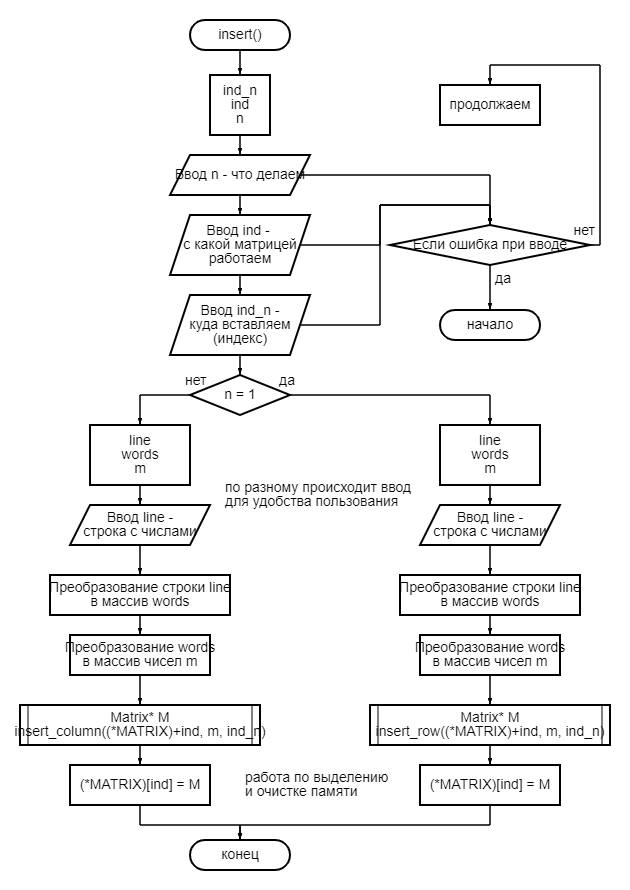 insert()
ind_n
ind
n
продолжаем
Ввод n - что делаем
Ввод ind -
с какой матрицей
работаем
Если ошибка при вводе
нет
да
Ввод ind_n -
куда вставляем
(индекс)
начало
нет
да
n = 1
line
words
m
line
words
m
по разному происходит ввод
для удобства пользования
Ввод line -
строка с числами
Ввод line -
строка с числами
Преобразование строки line
в массив words
Преобразование строки line
в массив words
Преобразование words
в массив чисел m
Преобразование words
в массив чисел m
Matrix* M
insert_column((*MATRIX)+ind, m, ind_n)
Matrix* M
insert_row((*MATRIX)+ind, m, ind_n)
(*MATRIX)[ind] = M
работа по выделению
и очистке памяти
(*MATRIX)[ind] = M
конец